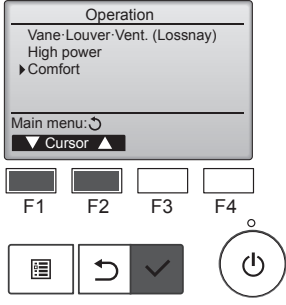 Operation
Vane·Louver·Vent. (Lossnay)
High power
Comfort
Main menu:
Cursor
F1 F2 F3 F4